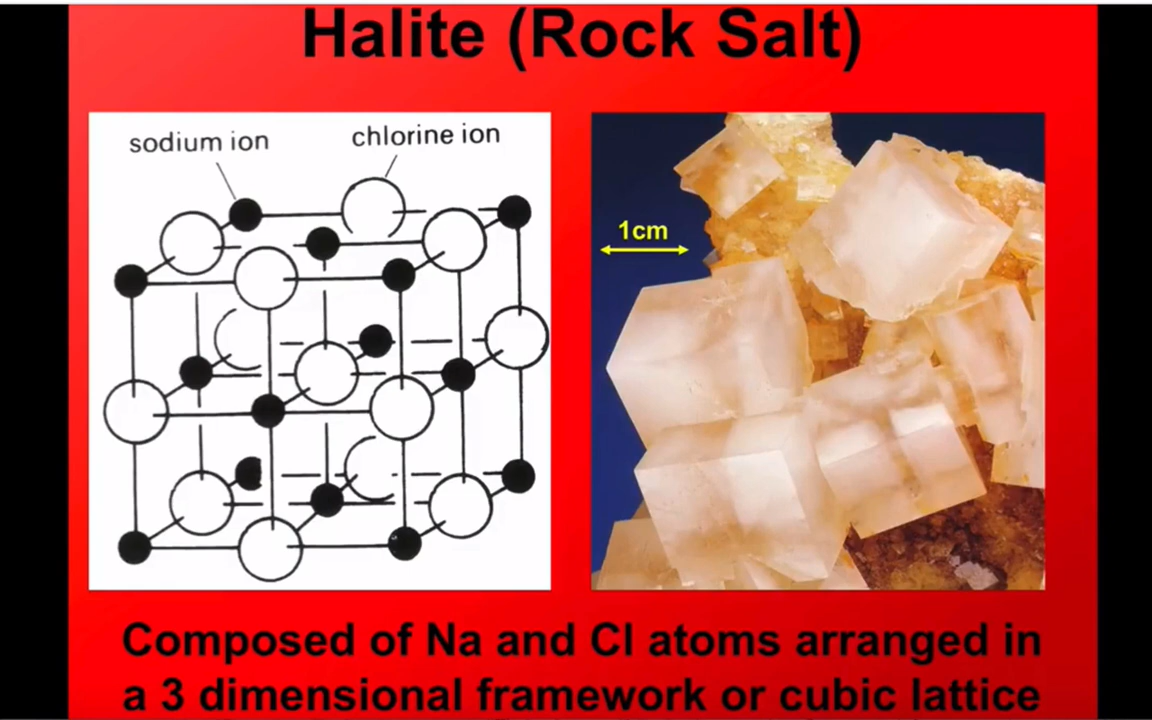 Halite (Rock Salt)
sodium ion
chlorine ion
1cm
Composed of Na and Cl atoms arranged in
a 3 dimensional framework or cubic lattice